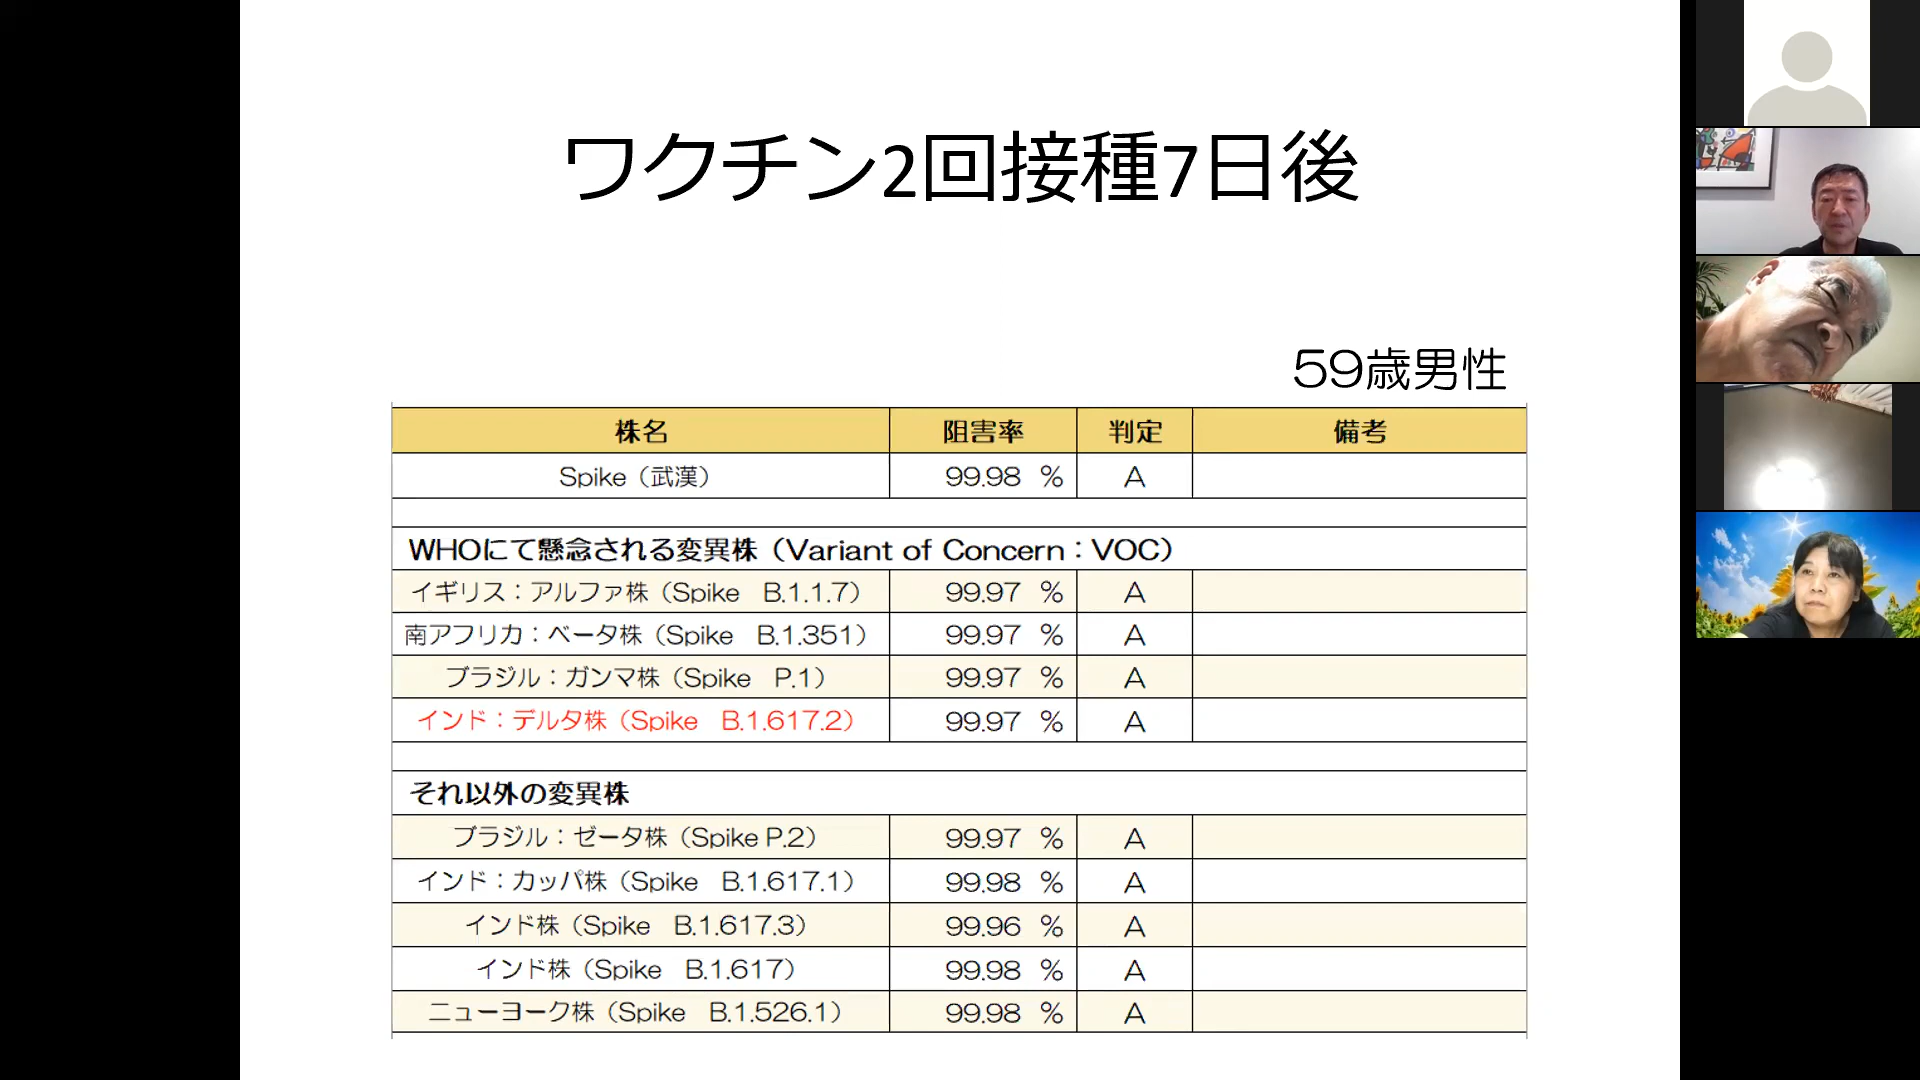 ワクチン2回接種7日後
59歳男性
株名 阻害率 判定 備考
Spike（武漢） 99.98 % A
WHOにて懸念される変異株（Variant of Concern：VOC）
イギリス：アルファ株（Spike B.1.1.7） 99.97 % A
南アフリカ：ベータ株（Spike B.1.351） 99.97 % A
ブラジル：ガンマ株（Spike P.1） 99.97 % A
インド：デルタ株（Spike B.1.617.2） 99.97 % A
それ以外の変異株
ブラジル：ゼータ株（Spike P.2） 99.97 % A
インド：カッパ株（Spike B.1.617.1） 99.98 % A
インド株（Spike B.1.617.3） 99.96 % A
インド株（Spike B.1.617） 99.98 % A
ニューヨーク株（Spike B.1.526.1） 99.98 % A